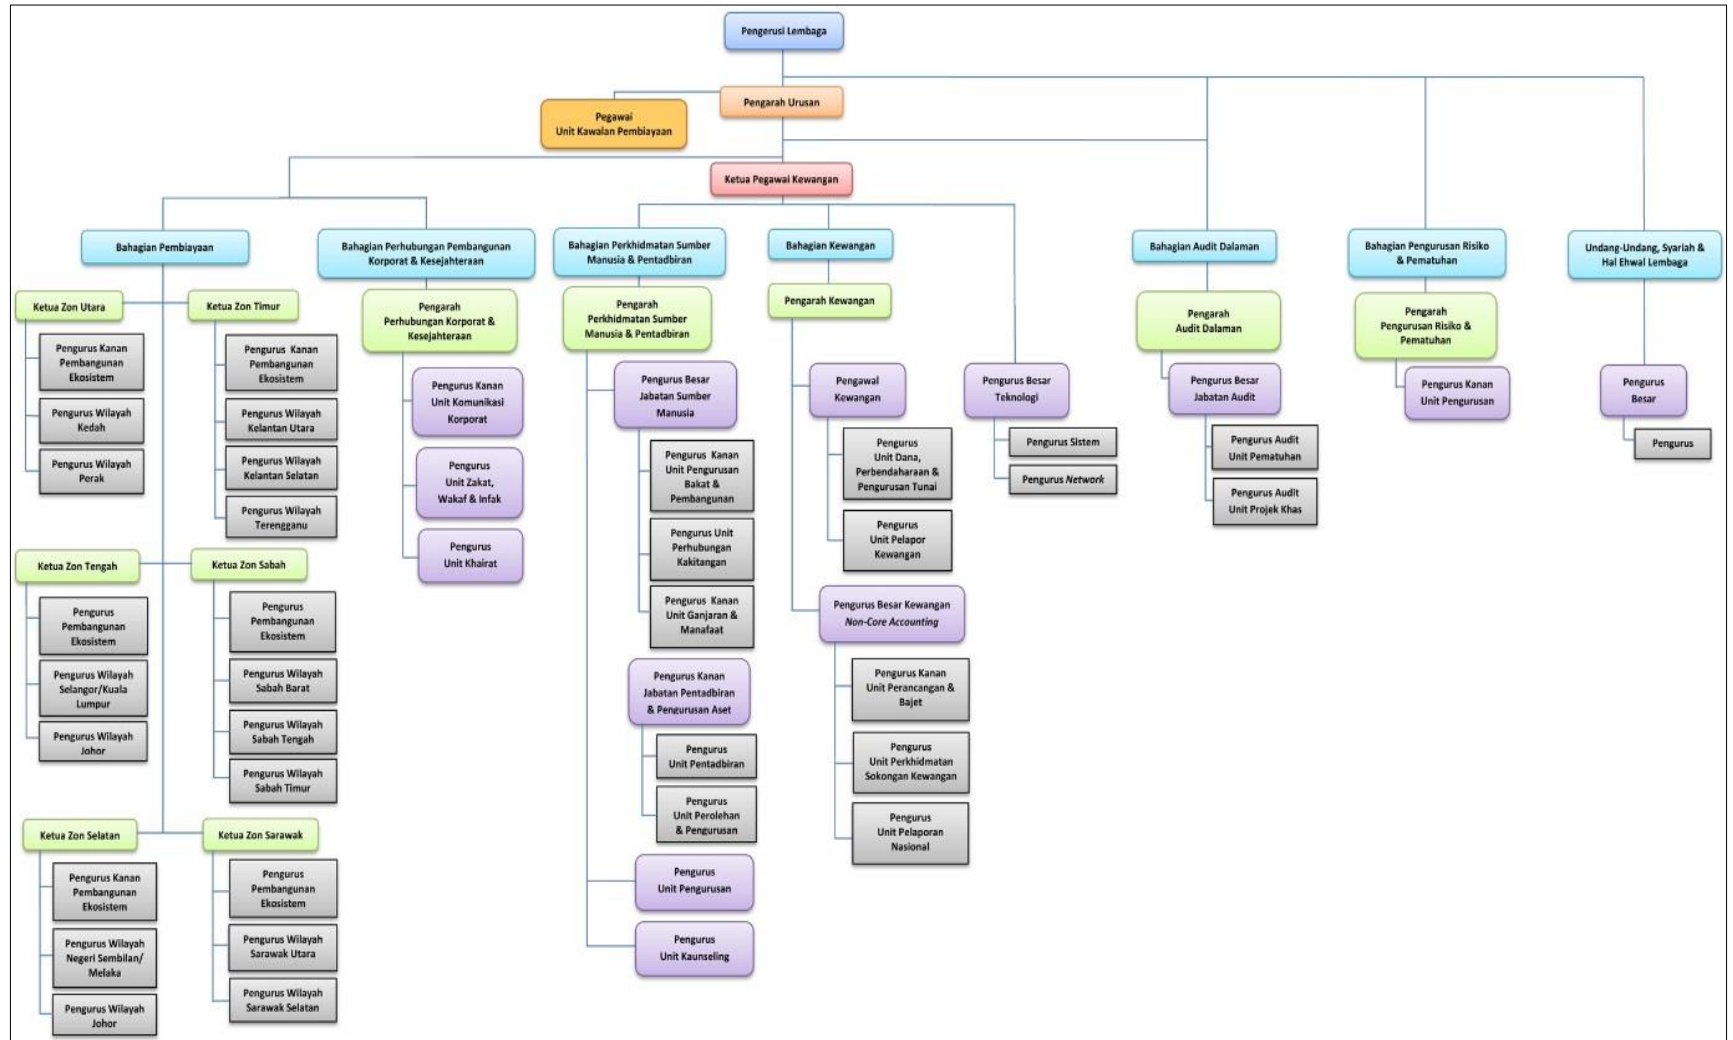 Pengerusi Lembaga
Pengarah Urusan
Pegawai
Unit Kawalan Pembiayaan
Ketua Pegawai Kewangan
Bahagian Pembiayaan
Ketua Zon Utara
Pengurus Kanan
Pembangunan
Ekosistem
Pengurus Wilayah
Kedah
Pengurus Wilayah
Perak
Ketua Zon Timur
Pengurus Kanan
Pembangunan
Ekosistem
Pengurus Wilayah
Kelantan Utara
Pengurus Wilayah
Kelantan Selatan
Pengurus Wilayah
Terengganu
Ketua Zon Tengah
Pengurus
Pembangunan
Ekosistem
Pengurus Wilayah
Selangor/Kuala
Lumpur
Pengurus Wilayah
Johor
Ketua Zon Sabah
Pengurus
Pembangunan
Ekosistem
Pengurus Wilayah
Sabah Barat
Pengurus Wilayah
Sabah Tengah
Pengurus Wilayah
Sabah Timur
Ketua Zon Selatan
Pengurus Kanan
Pembangunan
Ekosistem
Pengurus Wilayah
Negeri Sembilan/
Melaka
Pengurus Wilayah
Johor
Ketua Zon Sarawak
Pengurus
Pembangunan
Ekosistem
Pengurus Wilayah
Sarawak Utara
Pengurus Wilayah
Sarawak Selatan
Bahagian Perhubungan Pembangunan
Korporat & Kesejahteraan
Pengarah
Perhubungan Korporat &
Kesejahteraan
Pengurus Kanan
Unit Komunikasi
Korporat
Pengurus
Unit Zakat,
Wakaf & Infak
Pengurus
Unit Khairat
Bahagian Perkhidmatan Sumber
Manusia & Pentadbiran
Pengarah
Perkhidmatan Sumber
Manusia & Pentadbiran
Pengurus Besar
Jabatan Sumber
Manusia
Pengurus Kanan
Unit Pengurusan
Bakat &
Pembangunan
Pengurus Unit
Perhubungan
Kakitangan
Pengurus Kanan
Unit Ganjaran &
Manafaat
Pengurus Kanan
Jabatan Pentadbiran
& Pengurusan Aset
Pengurus
Unit Pentadbiran
Pengurus
Unit Perolehan
& Pengurusan
Pengurus
Unit Pengurusan
Pengurus
Unit Kaunseling
Bahagian Kewangan
Pengarah Kewangan
Pengawal
Kewangan
Pengurus
Unit Dana,
Perbendaharaan &
Pengurusan Tunai
Pengurus
Unit Pelapor
Kewangan
Pengurus Besar Kewangan
Non-Core Accounting
Pengurus Kanan
Unit Perancangan &
Bajet
Pengurus
Unit Perkhidmatan
Sokongan Kewangan
Pengurus
Unit Pelaporan
Nasional
Pengurus Besar
Teknologi
Pengurus Sistem
Pengurus Network
Bahagian Audit Dalaman
Pengarah
Audit Dalaman
Pengurus Besar
Jabatan Audit
Pengurus Audit
Unit Pematuhan
Pengurus Audit
Unit Projek Khas
Bahagian Pengurusan Risiko
& Pematuhan
Pengarah
Pengurusan Risiko &
Pematuhan
Pengurus Kanan
Unit Pengurusan
Undang-Undang, Syariah &
Hal Ehwal Lembaga
Pengurus
Besar
Pengurus